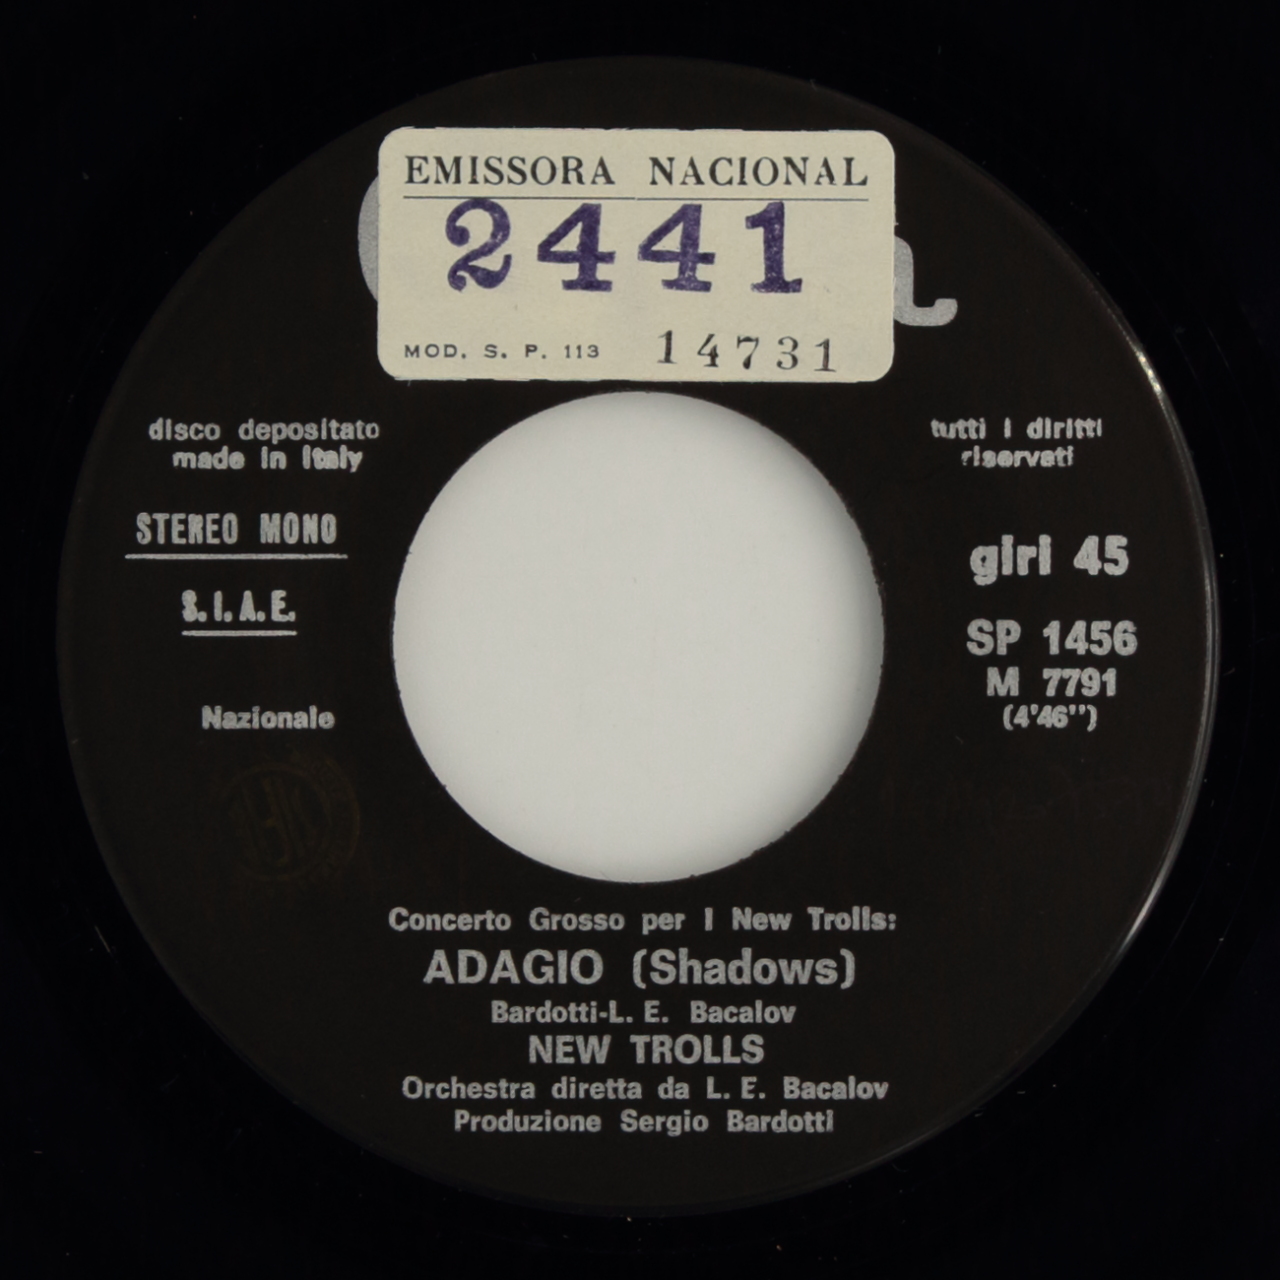 EMISSORA NACIONAL
2441
MOD. S. P. 113 14731
disco depositato
made in Italy
tutti i diritti
riservati
STEREO MONO
S.I.A.E.
giri 45
SP 1456
M 7791
(4'46'')
Nazionale
Concerto Grosso per I New Trolls:
ADAGIO (Shadows)
Bardotti-L. E. Bacalov
NEW TROLLS
Orchestra diretta da L. E. Bacalov
Produzione Sergio Bardotti